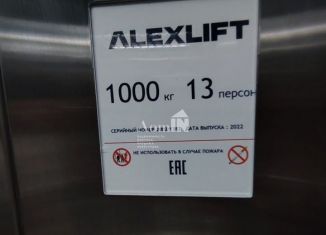 ALEXLIFT
1000 кг 13 персон
СЕРИЙНЫЙ НОМЕР ДАТА ВЫПУСКА : 2022
НЕ ИСПОЛЬЗОВАТЬ В СЛУЧАЕ ПОЖАРА
EAC